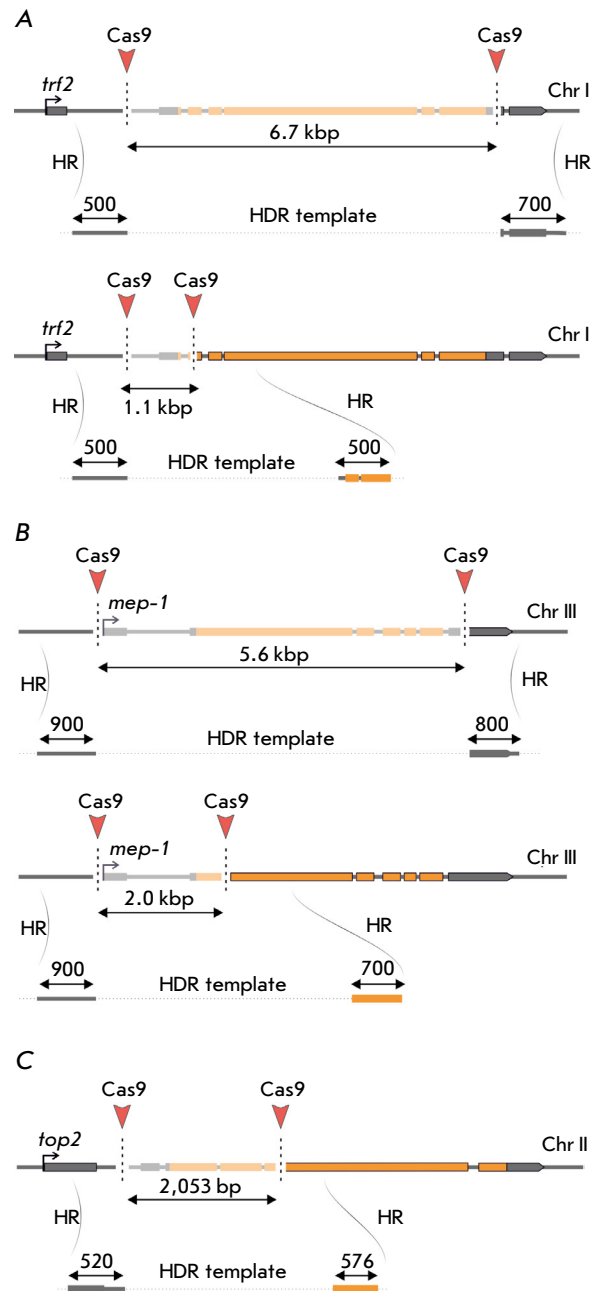 A
Cas9 Cas9
trf2 Chr I
6.7 kbp
HR HR
500 HDR template 700
Cas9 Cas9
trf2 Chr I
1.1 kbp
HR HR
500 HDR template 500
B
Cas9 Cas9
mep-1 Chr III
5.6 kbp
HR HR
900 HDR template 800
Cas9 Cas9
mep-1 Chr III
2.0 kbp
HR HR
900 HDR template 700
C
Cas9 Cas9
top2 Chr II
2,053 bp
HR HR
520 HDR template 576